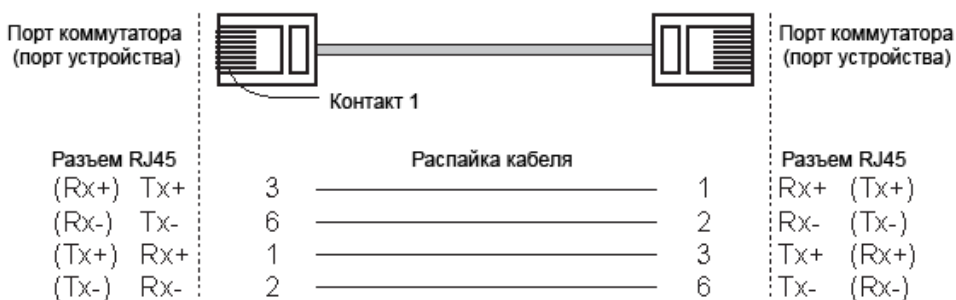 Порт коммутатора
(порт устройства)
Порт коммутатора
(порт устройства)
Контакт 1
Разъем RJ45 Распайка кабеля Разъем RJ45
(Rx+) Tx+ 3 1 Rx+ (Tx+)
(Rx-) Tx- 6 2 Rx- (Tx-)
(Tx+) Rx+ 1 3 Tx+ (Rx+)
(Tx-) Rx- 2 6 Tx- (Rx-)